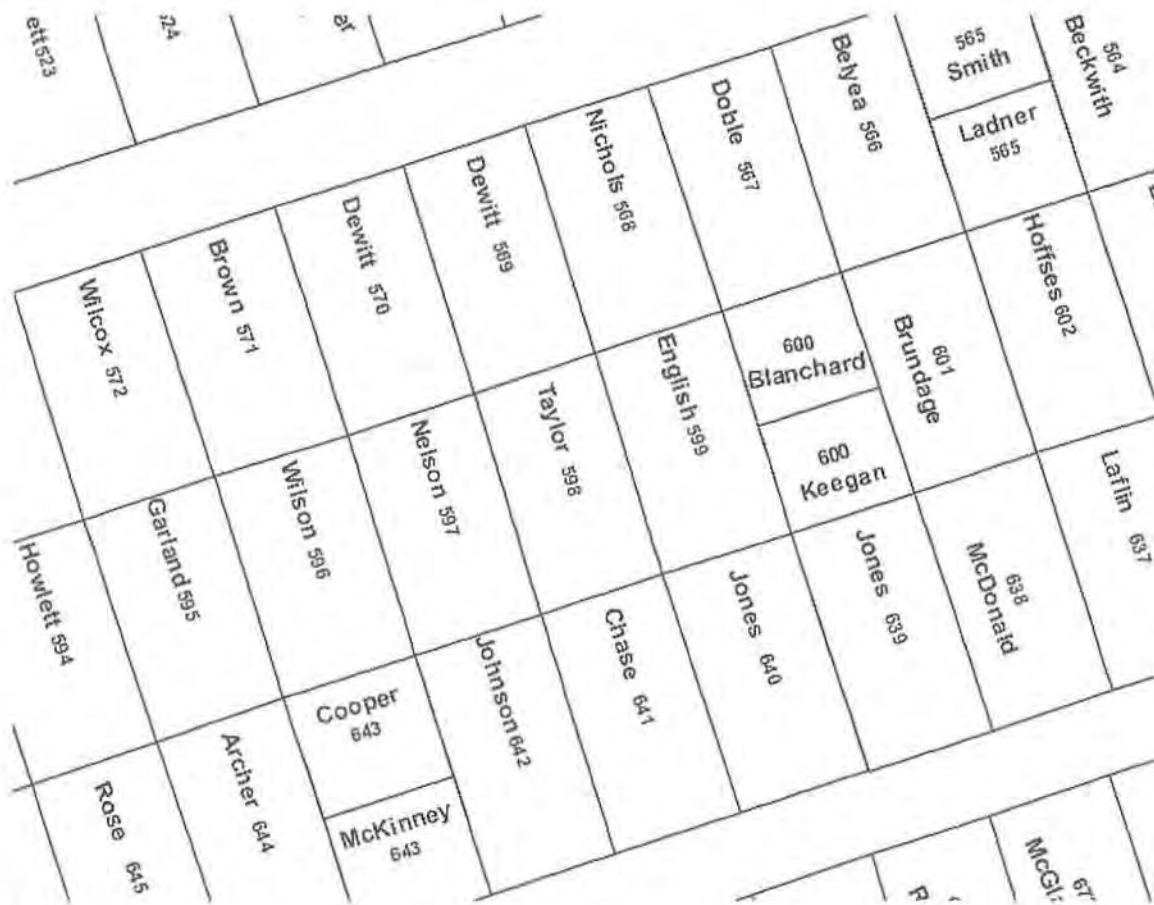 ett 523
524
565
Smith
564
Beckwith
Ladner
565
Belyea 566
Doble 567
Nichols 568
Dewitt 569
Dewitt 570
Brown 571
Wilcox 572
Howlett 594
Garland 595
Wilson 596
Nelson 597
Taylor 598
English 599
600
Blanchard
600
Keegan
601
Brundage
Hoffses 602
Laflin 637
638
McDonald
Jones 639
Jones 640
Chase 641
Johnson 642
Cooper
643
McKinney
643
Archer 644
Rose 645